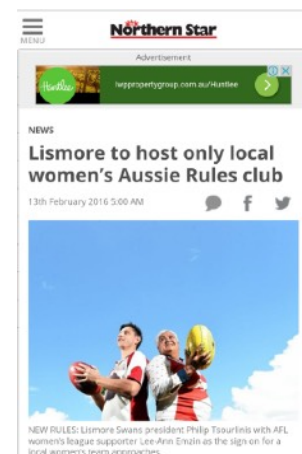 MENU
the
Northern Star
Advertisement
Huntlee
lwppropertygroup.com.au/Huntlee
NEWS
Lismore to host only local
women's Aussie Rules club
13th February 2016 5:00 AM
NEW RULES: Lismore Swans president Philip Tsourlinis with AFL
women's league supporter Lee-Ann Emzin as the sign on for a
local women's team approaches.